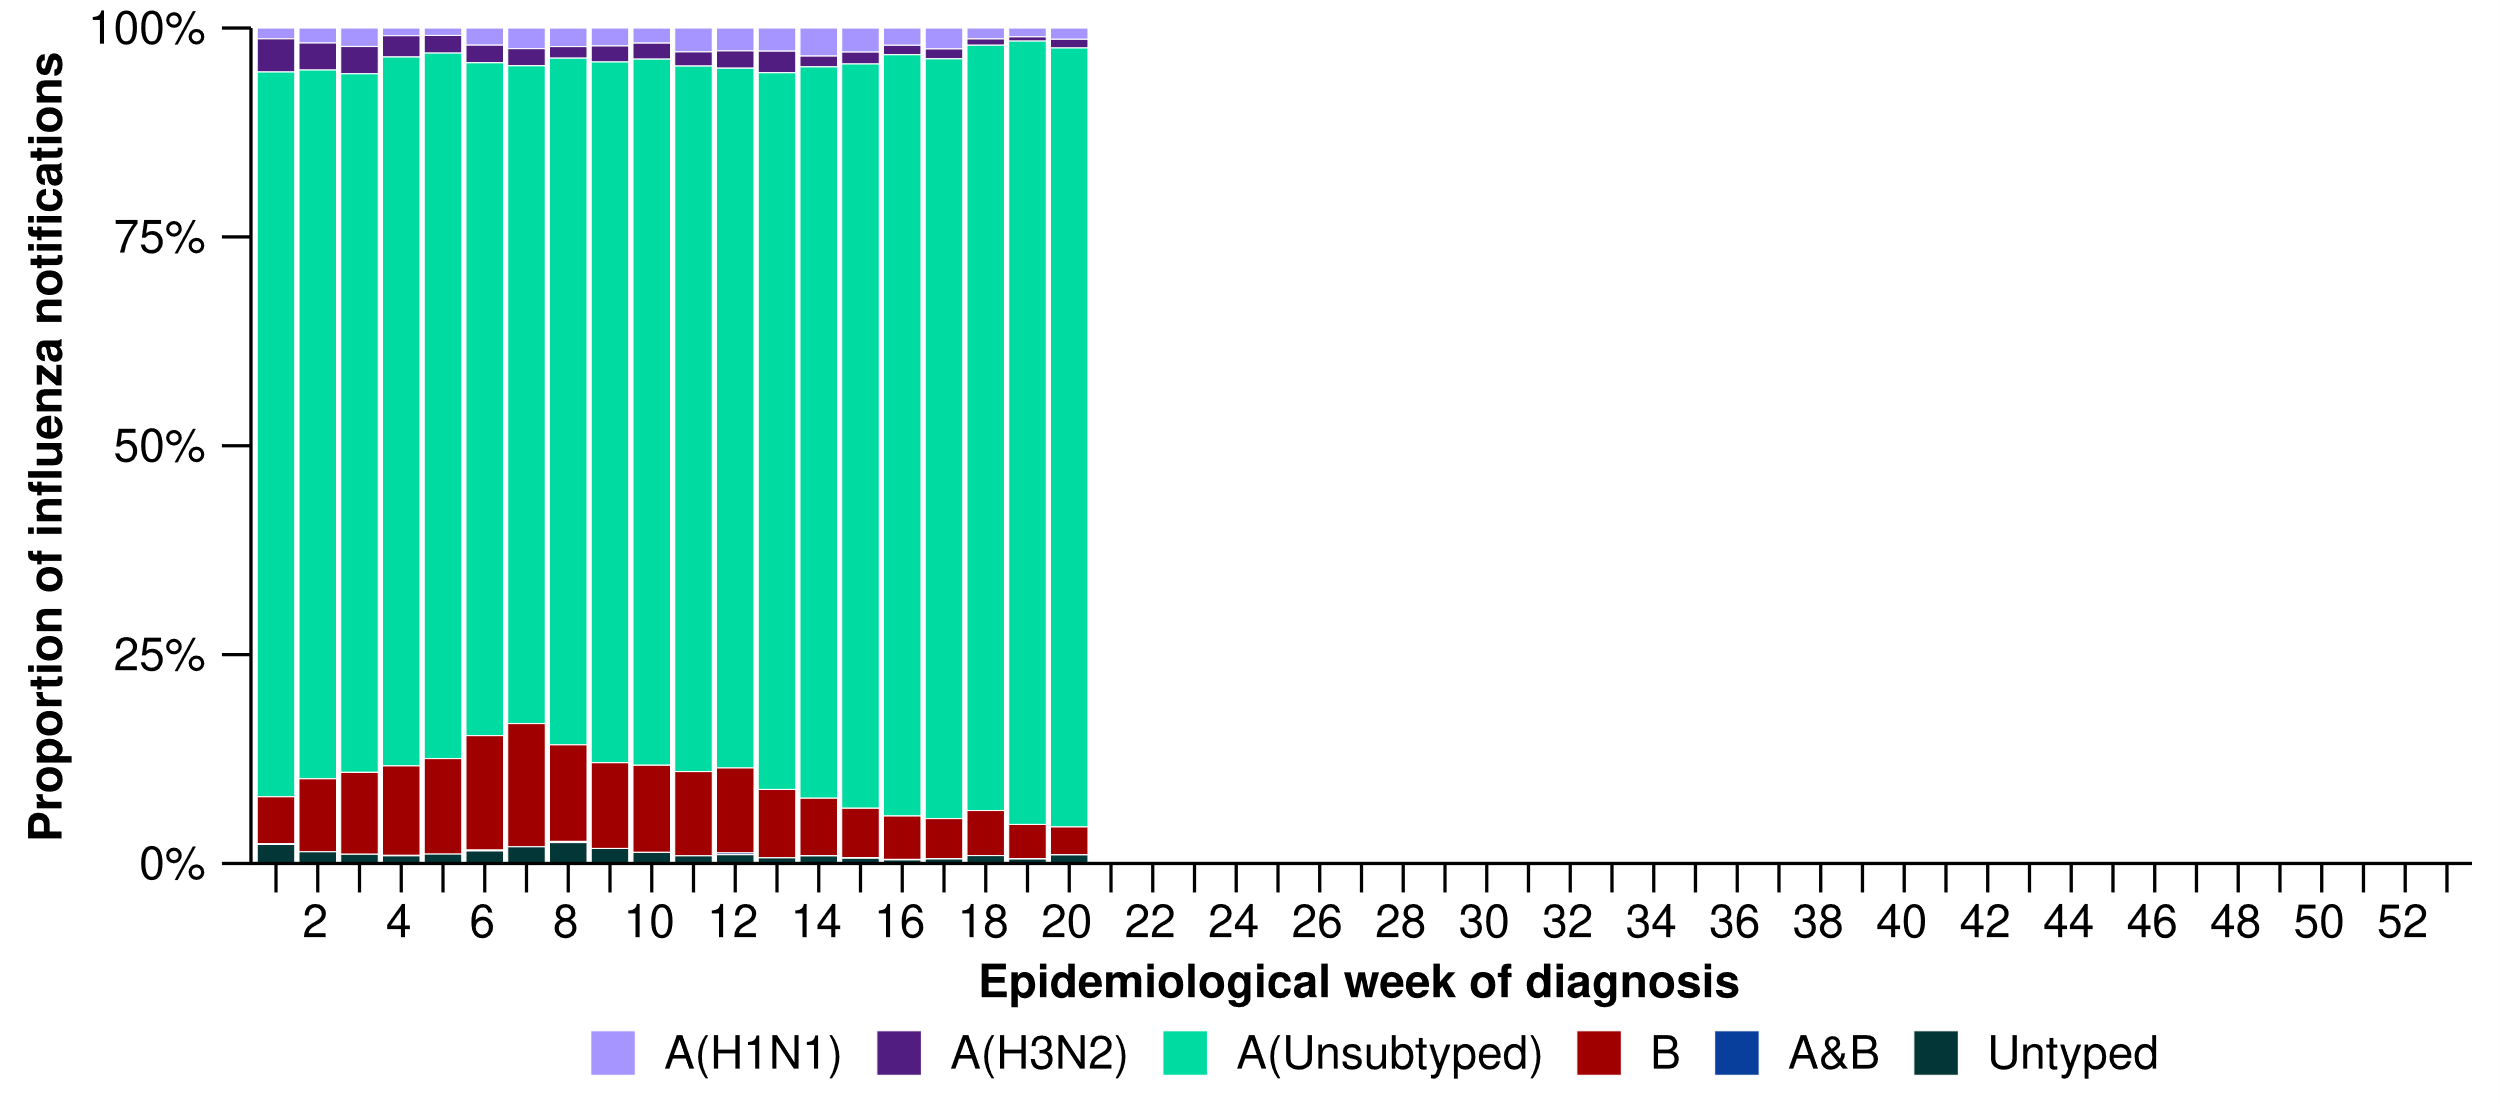 Proportion of influenza notifications
100%
75%
50%
25%
0%
2 4 6 8 10 12 14 16 18 20 22 24 26 28 30 32 34 36 38 40 42 44 46 48 50 52
Epidemiological week of diagnosis
A(H1N1) A(H3N2) A(Unsubtyped) B A&B Untyped